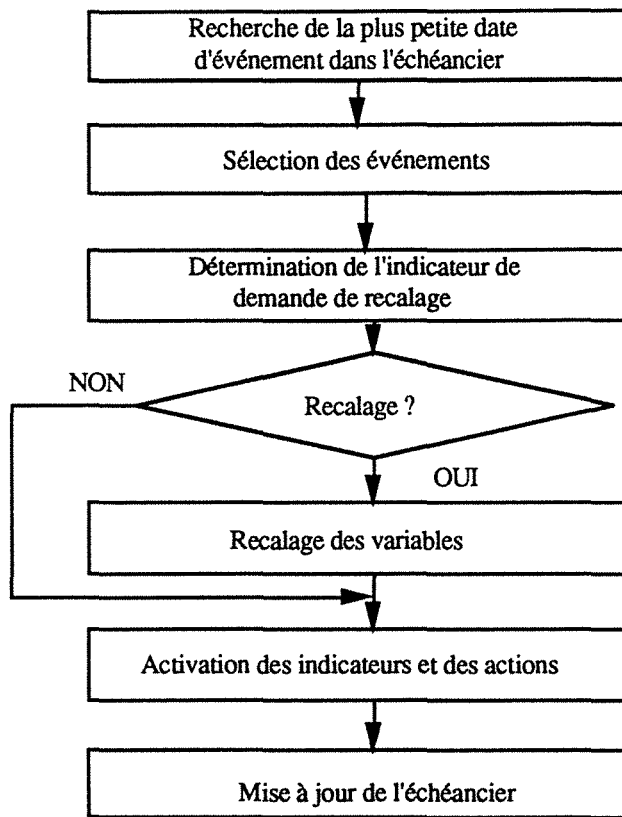 Recherche de la plus petite date
d'événement dans l'échéancier
Sélection des événements
Détermination de l'indicateur de
demande de recalage
NON
Recalage ?
OUI
Recalage des variables
Activation des indicateurs et des actions
Mise à jour de l'échéancier